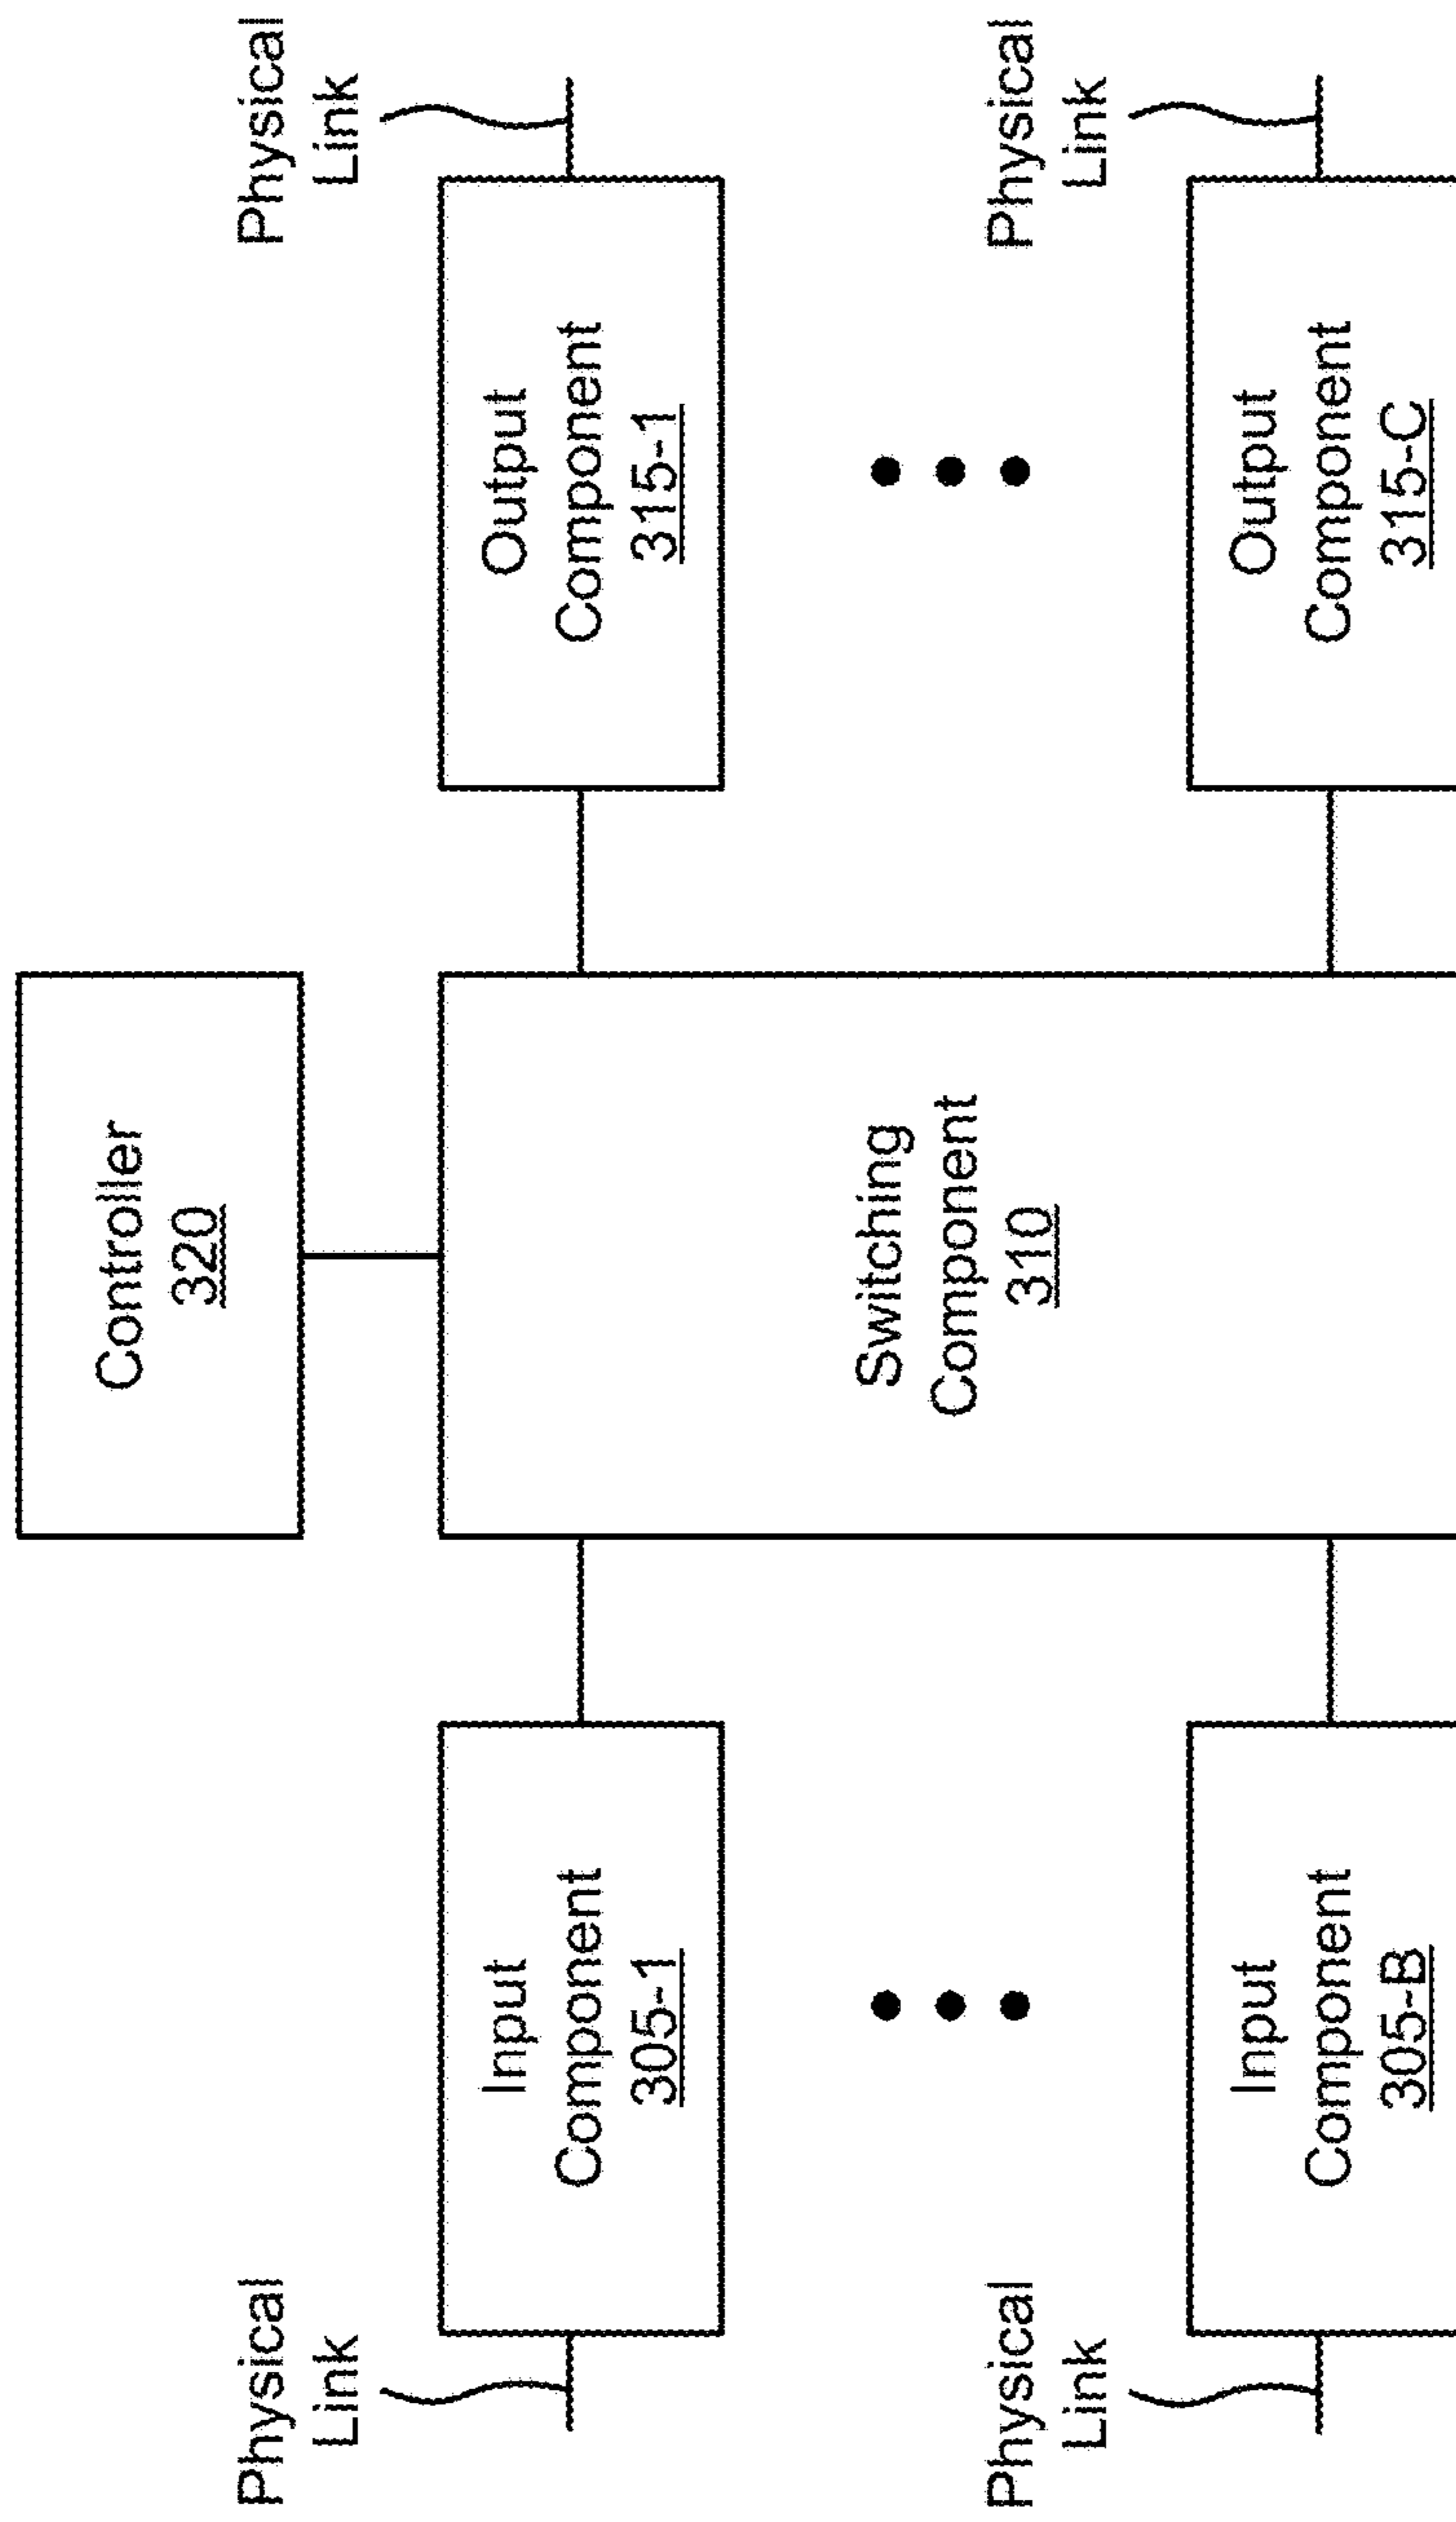 Controller
320
Physical
Link
Input
Component
305-1
Switching
Component
310
Output
Component
315-1
Physical
Link
Physical
Link
Input
Component
305-B
Output
Component
315-C
Physical
Link